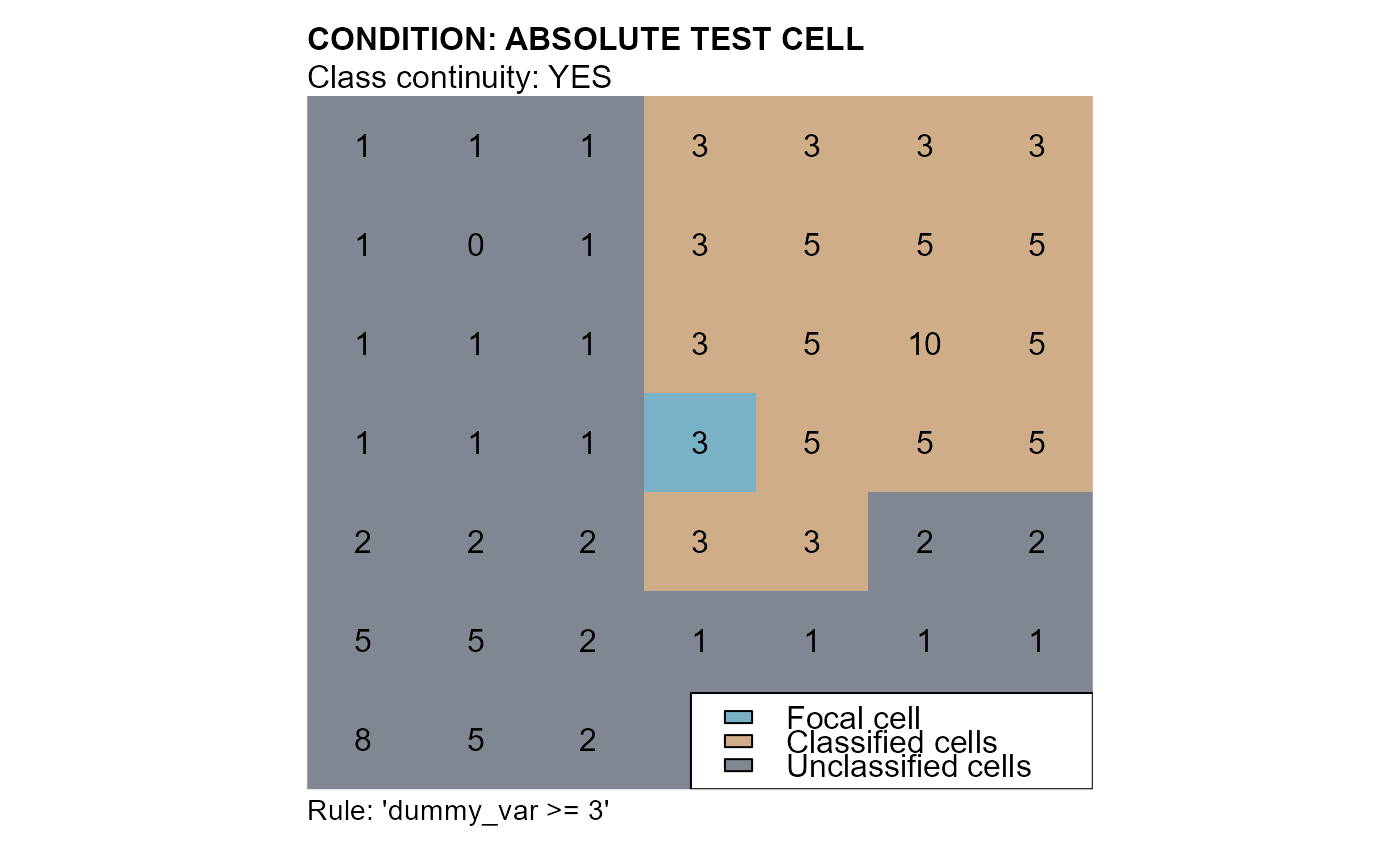 CONDITION: ABSOLUTE TEST CELL
Class continuity: YES
1 1 1 3 3 3 3
1 0 1 3 5 5 5
1 1 1 3 5 10 5
1 1 1 3 5 5 5
2 2 2 3 3 2 2
5 5 2 1 1 1 1
8 5 2
Focal cell
Classified cells
Unclassified cells
Rule: 'dummy_var >= 3'